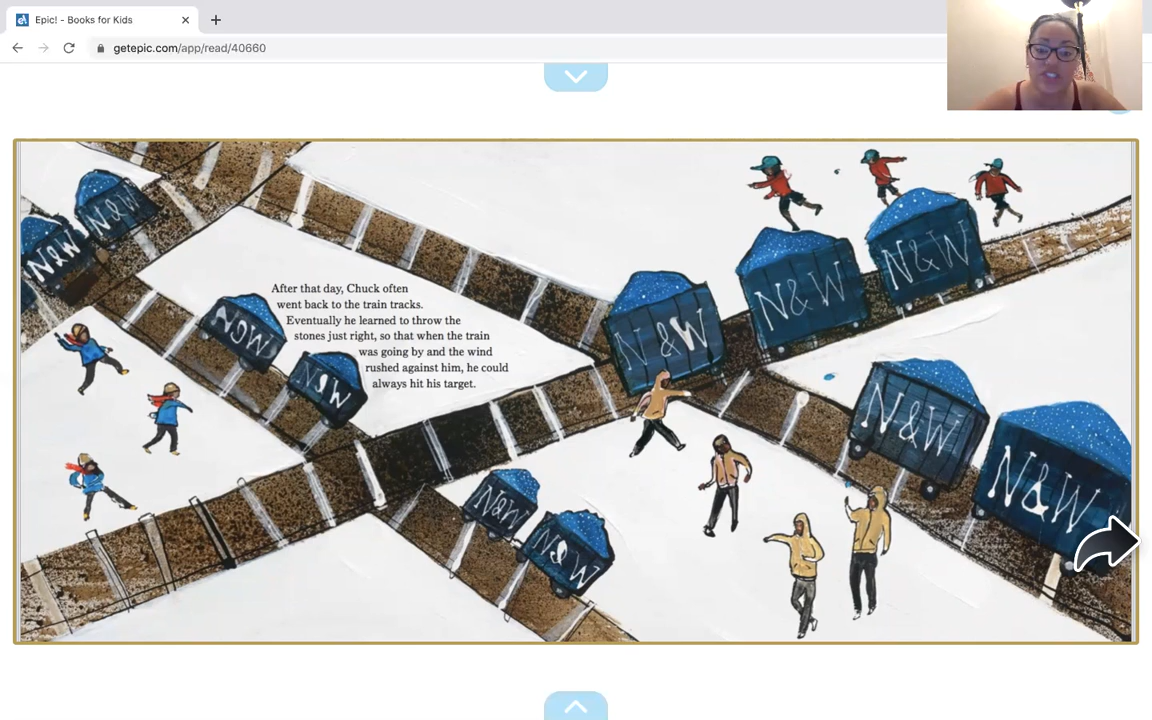 Epic! - Books for Kids
getepic.com/app/read/40660
N&W
N&W
N&W
N&W
N&W
After that day, Chuck often
went back to the train tracks.
Eventually he learned to throw the
stones just right, so that when the train
was going by and the wind
rushed against him, he could
always hit his target.
N&W
N&W
N&W
N&W
N&W
N&W
N&W